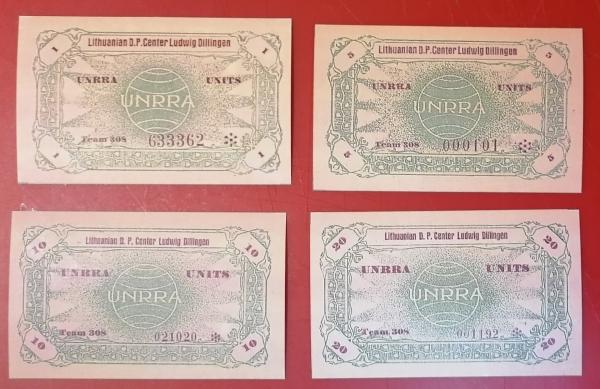 1 1
Lithuanian D.P. Center Ludwig Dillingen
UNRRA UNITS
UNRRA
Team 308 633362
1 1
5 5
Lithuanian D.P. Center Ludwig Dillingen
UNRRA UNITS
UNRRA
Team 308 000101
5 5
10 10
Lithuanian D. P. Center Ludwig Dillingen
UNRRA UNITS
UNRRA
Team 308 021020
10 10
20 20
Lithuanian D. P. Center Ludwig Dillingen
UNRRA UNITS
UNRRA
Team 308 001192
20 20